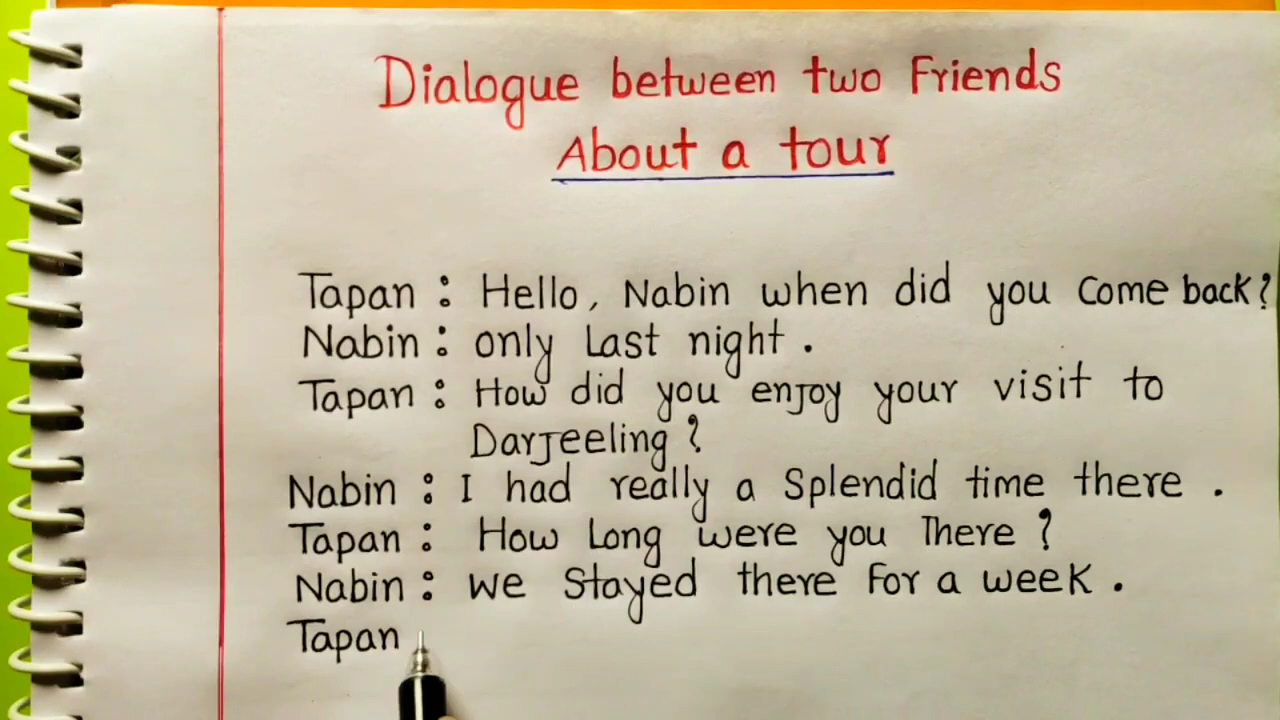 Dialogue between two Friends
About a tour
Tapan : Hello, Nabin when did you Come back?
Nabin : only Last night .
Tapan : How did you enjoy your visit to
Darjeeling ?
Nabin : I had really a Splendid time there .
Tapan : How Long were you There ?
Nabin : We Stayed there For a week .
Tapan